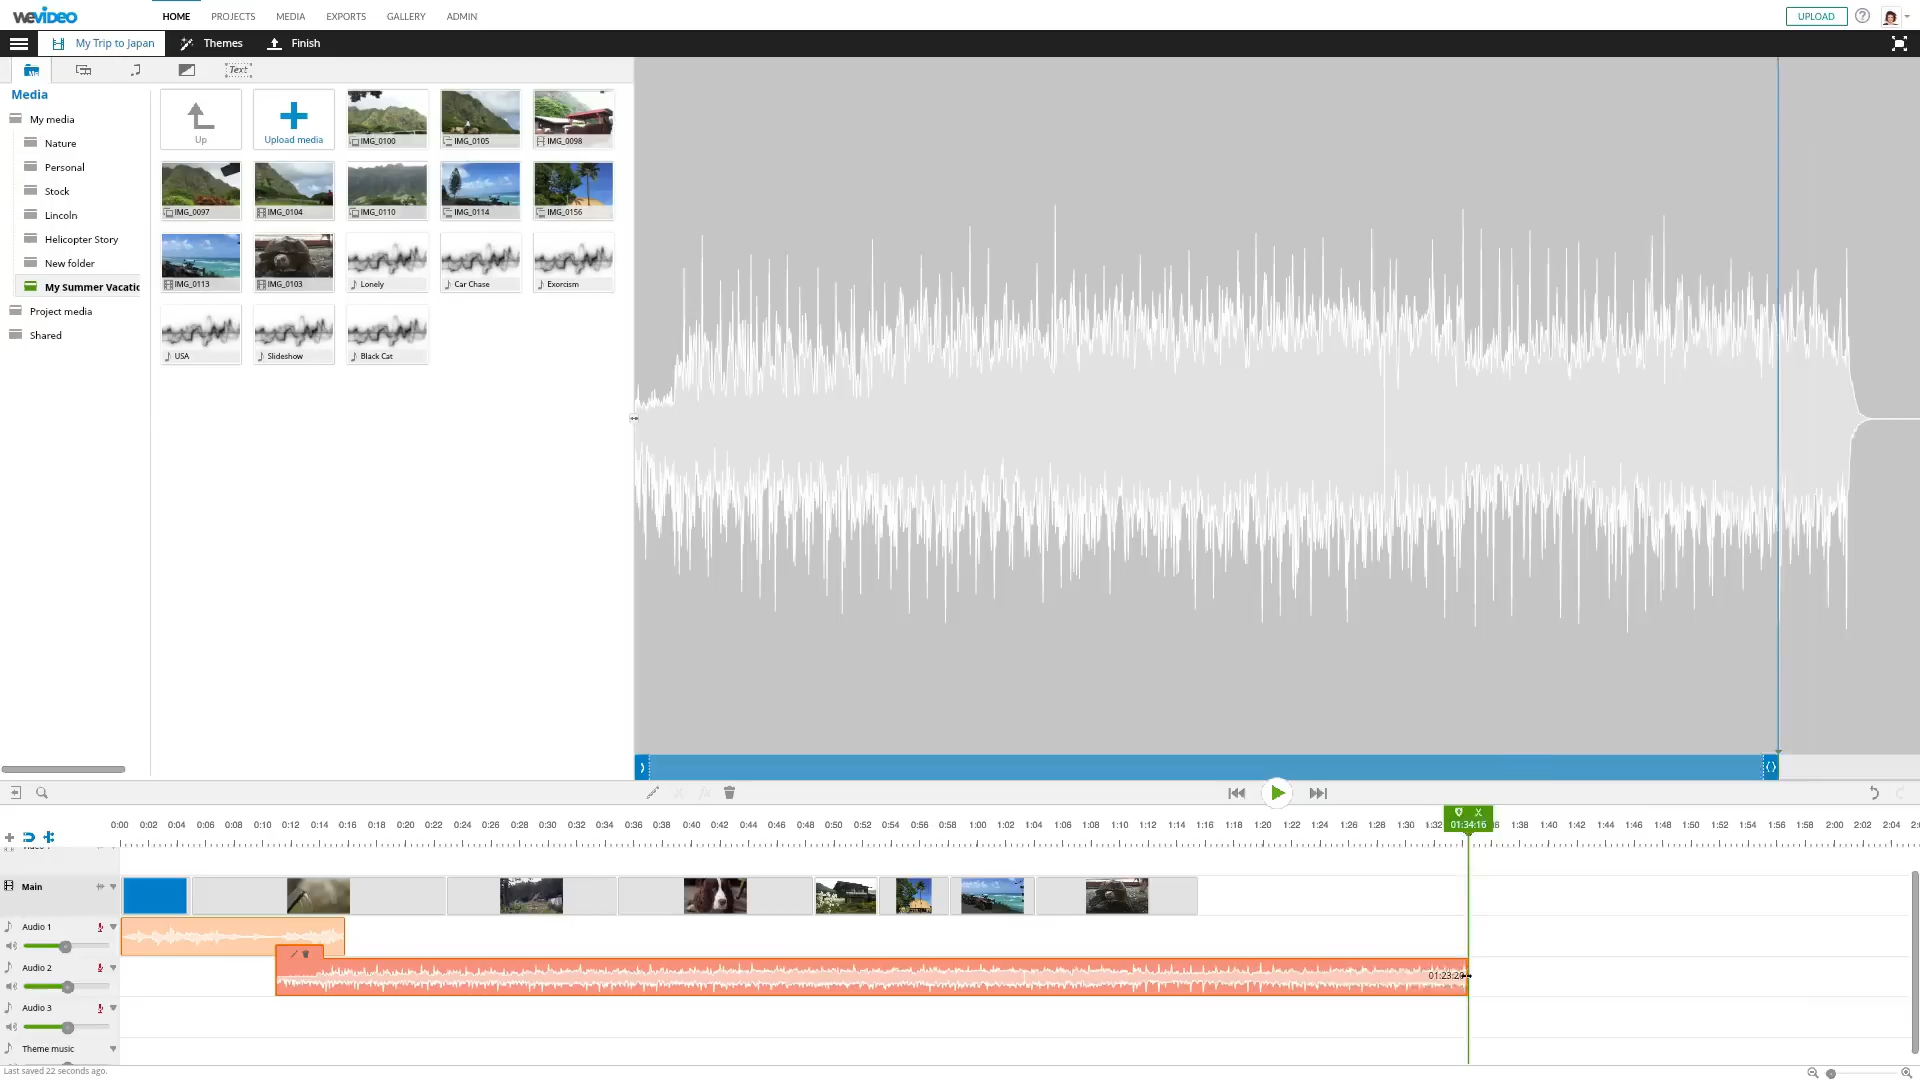 wevideo
HOME
PROJECTS
MEDIA
EXPORTS
GALLERY
ADMIN
UPLOAD
My Trip to Japan
Themes
Finish
Text
Media
My media
Nature
Personal
Stock
Lincoln
Helicopter Story
New folder
My Summer Vacatic
Project media
Shared
Up
Upload media
IMG_0100
IMG_0105
IMG_0098
IMG_0097
IMG_0104
IMG_0110
IMG_0114
IMG_0156
IMG_0113
IMG_0103
Lonely
Car Chase
Exorcism
USA
Slideshow
Black Cat
01:34:16
0:00 0:02 0:04 0:06 0:08 0:10 0:12 0:14 0:16 0:18 0:20 0:22 0:24 0:26 0:28 0:30 0:32 0:34 0:36 0:38 0:40 0:42 0:44 0:46 0:48 0:50 0:52 0:54 0:56 0:58 1:00 1:02 1:04 1:06 1:08 1:10 1:12 1:14 1:16 1:18 1:20 1:22 1:24 1:26 1:28 1:30 1:32 1:38 1:40 1:42 1:44 1:46 1:48 1:50 1:52 1:54 1:56 1:58 2:00 2:02 2:04
Main
Audio 1
Audio 2
01:23:20
Audio 3
Theme music
Last saved 22 seconds ago.